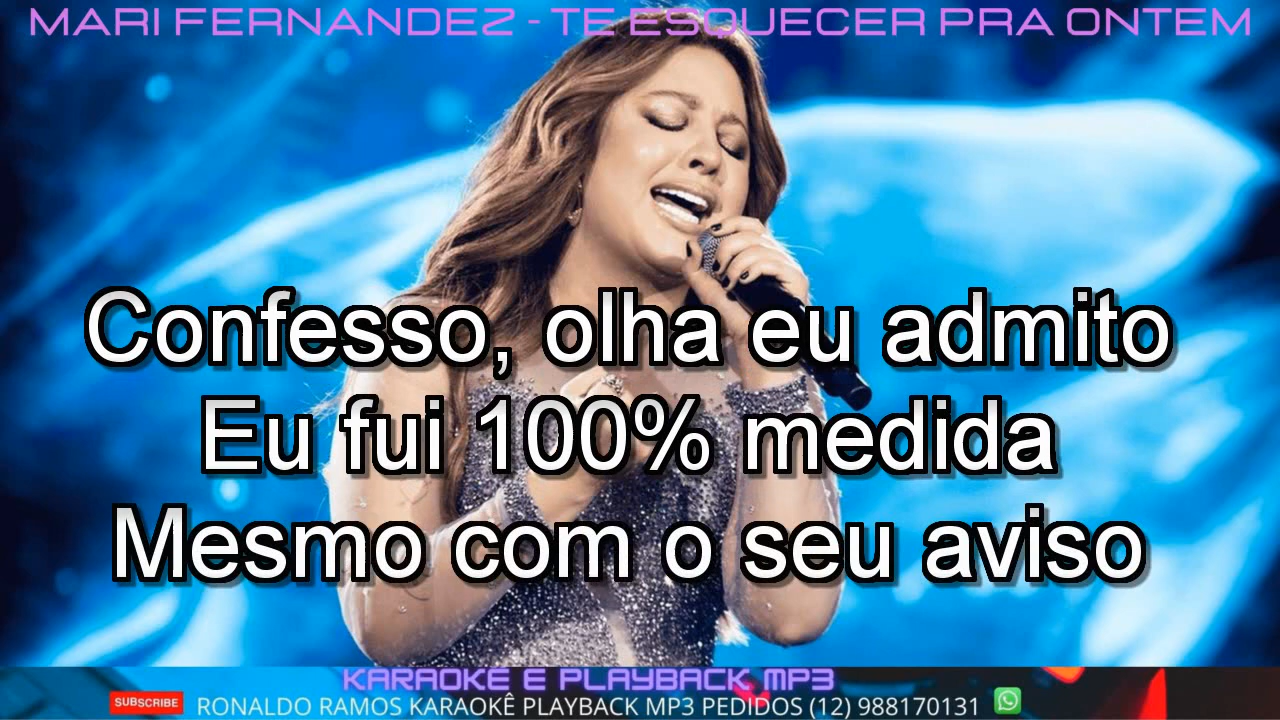 MARI FERNANDEZ - TE ESQUECER PRA ONTEM
Confesso, olha eu admito
Eu fui 100% medida
Mesmo com o seu aviso
KARAOKE E PLAYBACK MP3
SUBSCRIBE RONALDO RAMOS KARAOKÊ PLAYBACK MP3 PEDIDOS (12) 988170131